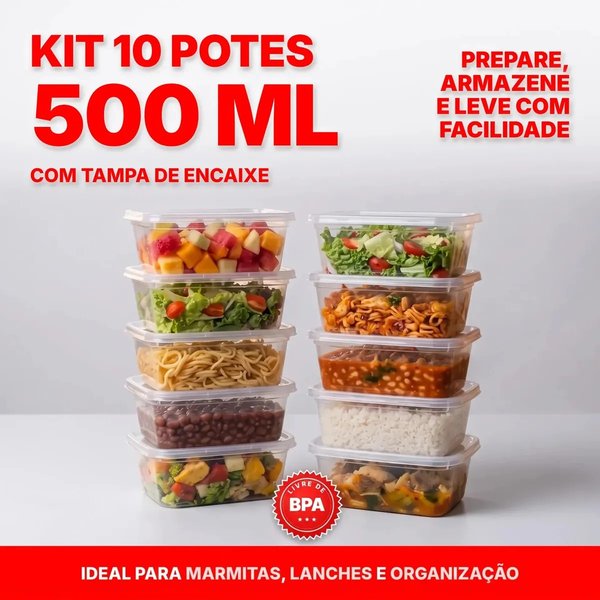 KIT 10 POTES
500 ML
COM TAMPA DE ENCAIXE
PREPARE,
ARMAZENE
E LEVE COM
FACILIDADE
LIVRE DE
BPA
IDEAL PARA MARMITAS, LANCHES E ORGANIZAÇÃO